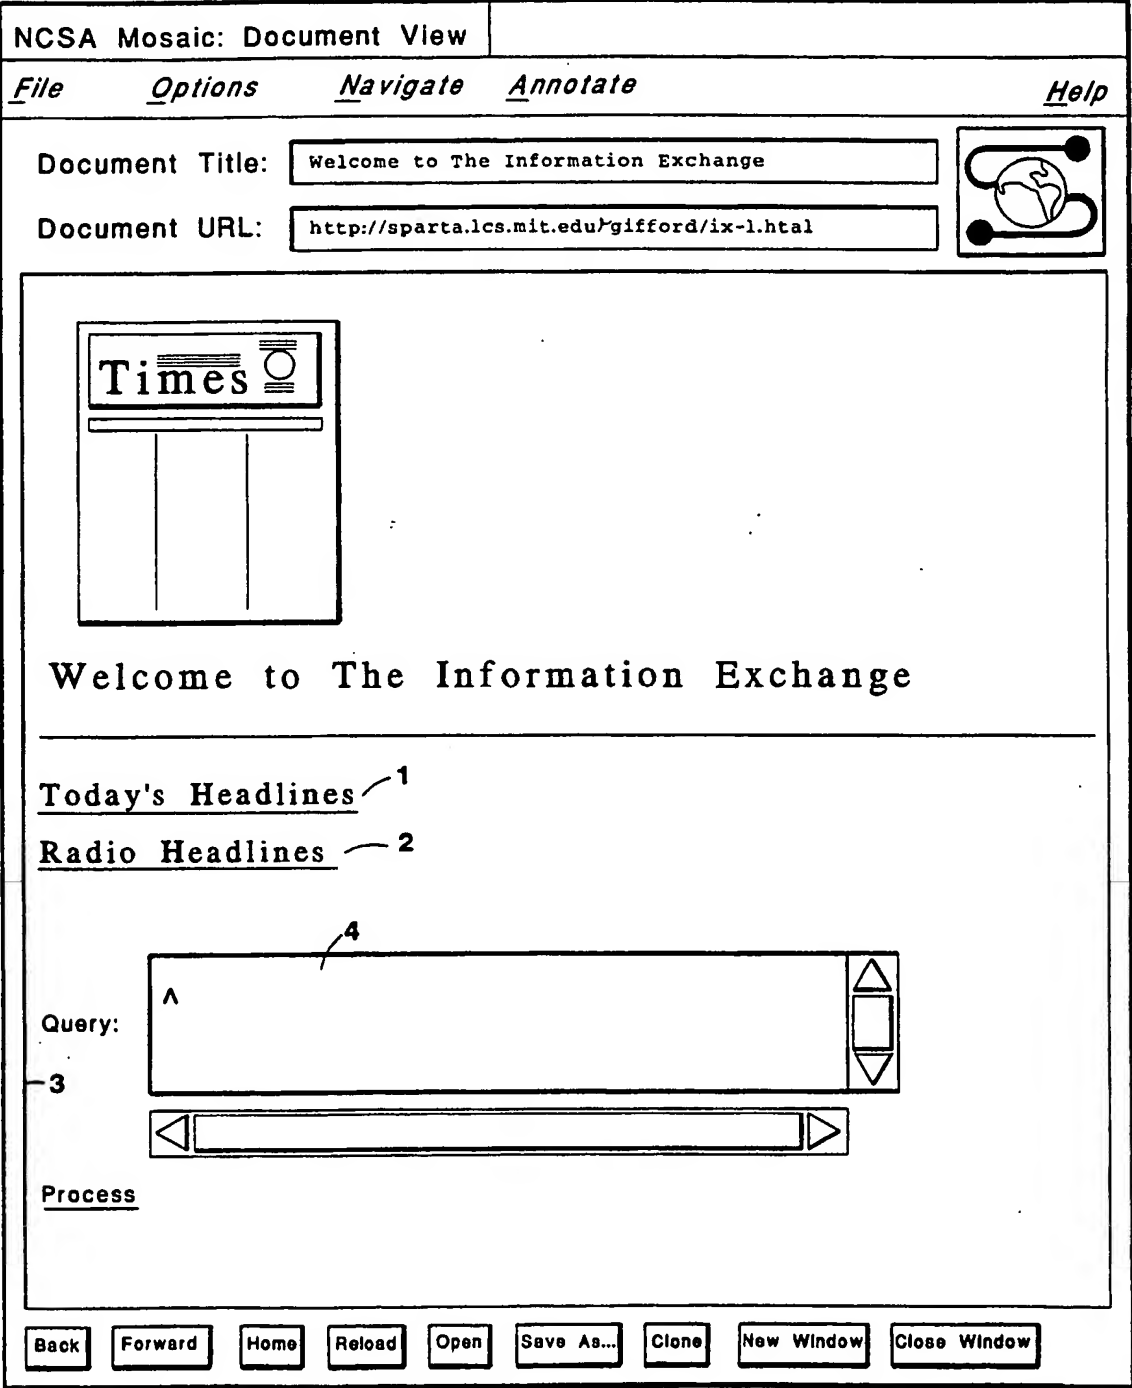 NCSA Mosaic: Document View
File Options Navigate Annotate Help
Document Title: Welcome to The Information Exchange
Document URL: http://sparta.lcs.mit.edu/~gifford/ix-1.htal
Times
Welcome to The Information Exchange
Today's Headlines 1
Radio Headlines 2
4
^
Query:
3
Process
Back Forward Home Reload Open Save As... Clone New Window Close Window